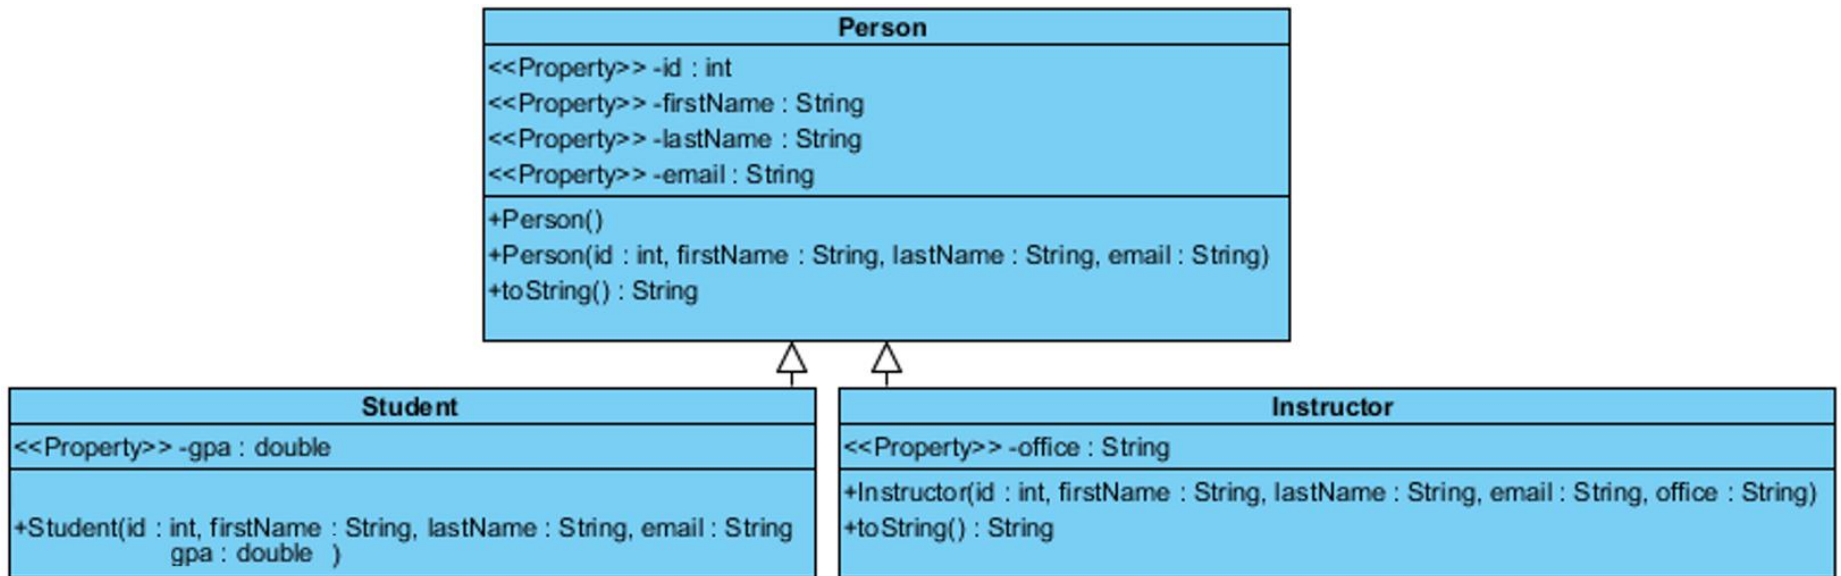 Person
<<Property>> -id : int
<<Property>> -firstName : String
<<Property>> -lastName : String
<<Property>> -email : String
+Person()
+Person(id : int, firstName : String, lastName : String, email : String)
+toString() : String
Student
<<Property>> -gpa : double
+Student(id : int, firstName : String, lastName : String, email : String
gpa : double )
Instructor
<<Property>> -office : String
+Instructor(id : int, firstName : String, lastName : String, email : String, office : String)
+toString() : String